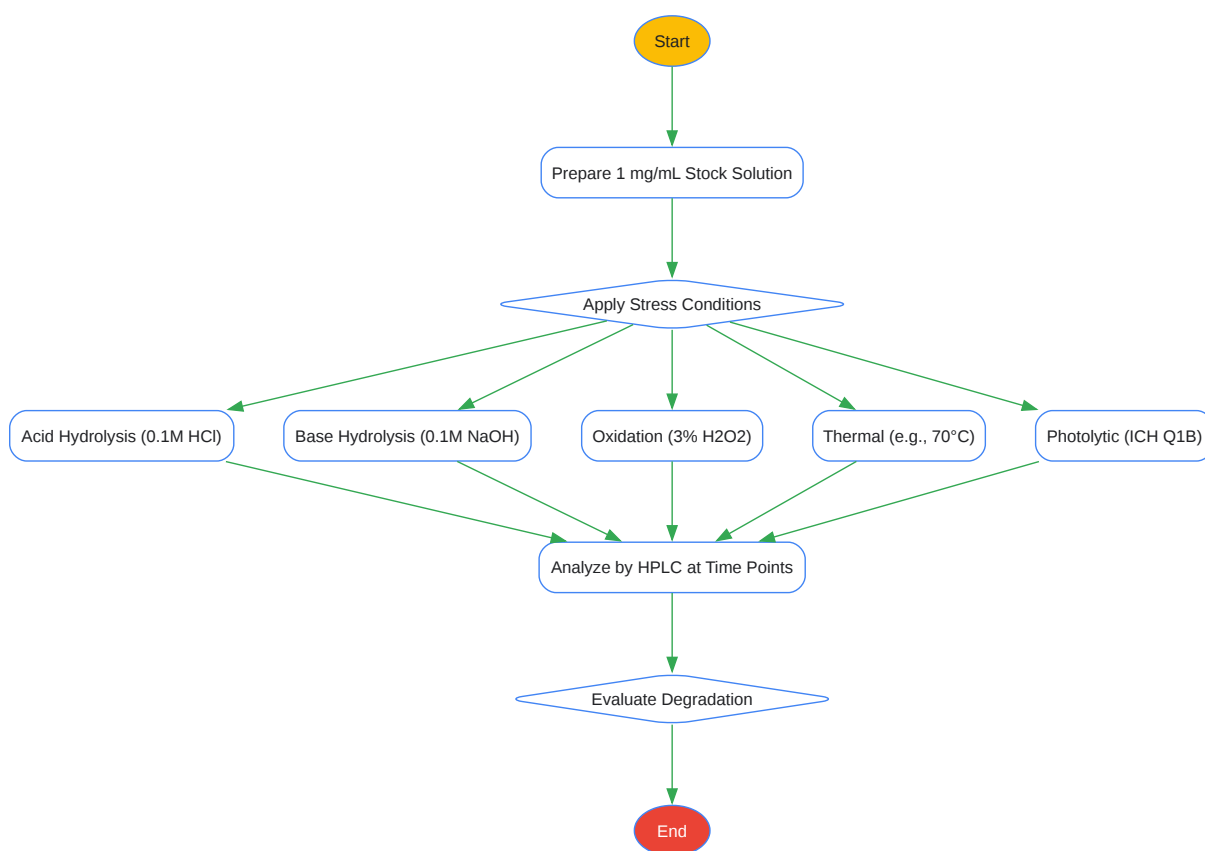 Start
Prepare 1 mg/mL Stock Solution
Apply Stress Conditions
Acid Hydrolysis (0.1M HCl)
Base Hydrolysis (0.1M NaOH)
Oxidation (3% H2O2)
Thermal (e.g., 70°C)
Photolytic (ICH Q1B)
Analyze by HPLC at Time Points
Evaluate Degradation
End